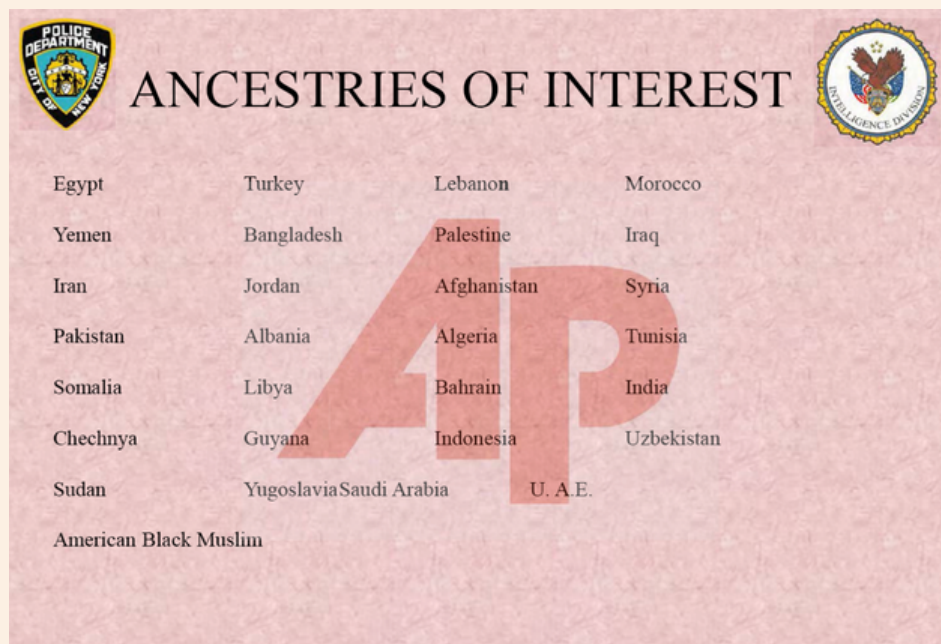 POLICE
DEPARTMENT
CITY OF NEW YORK
ANCESTRIES OF INTEREST
INTELLIGENCE DIVISION
Egypt Turkey Lebanon Morocco
Yemen Bangladesh Palestine Iraq
Iran Jordan Afghanistan Syria
Pakistan Albania Algeria Tunisia
Somalia Libya Bahrain India
Chechnya Guyana Indonesia Uzbekistan
Sudan Yugoslavia Saudi Arabia U. A.E.
American Black Muslim
AP